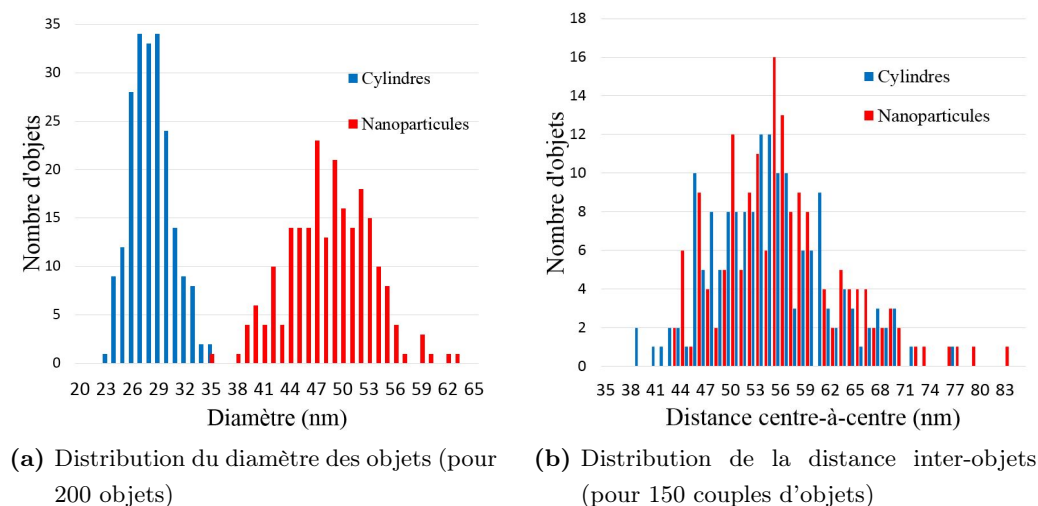 35
30
25
20
15
10
5
0
Nombre d'objets
Cylindres
Nanoparticules
20 23 26 29 32 35 38 41 44 47 50 53 56 59 62 65
Diamètre (nm)
(a) Distribution du diamètre des objets (pour
200 objets)
18
16
14
12
10
8
6
4
2
0
Nombre d'objets
Cylindres
Nanoparticules
35 38 41 44 47 50 53 56 59 62 65 68 71 74 77 80 83
Distance centre-à-centre (nm)
(b) Distribution de la distance inter-objets
(pour 150 couples d'objets)